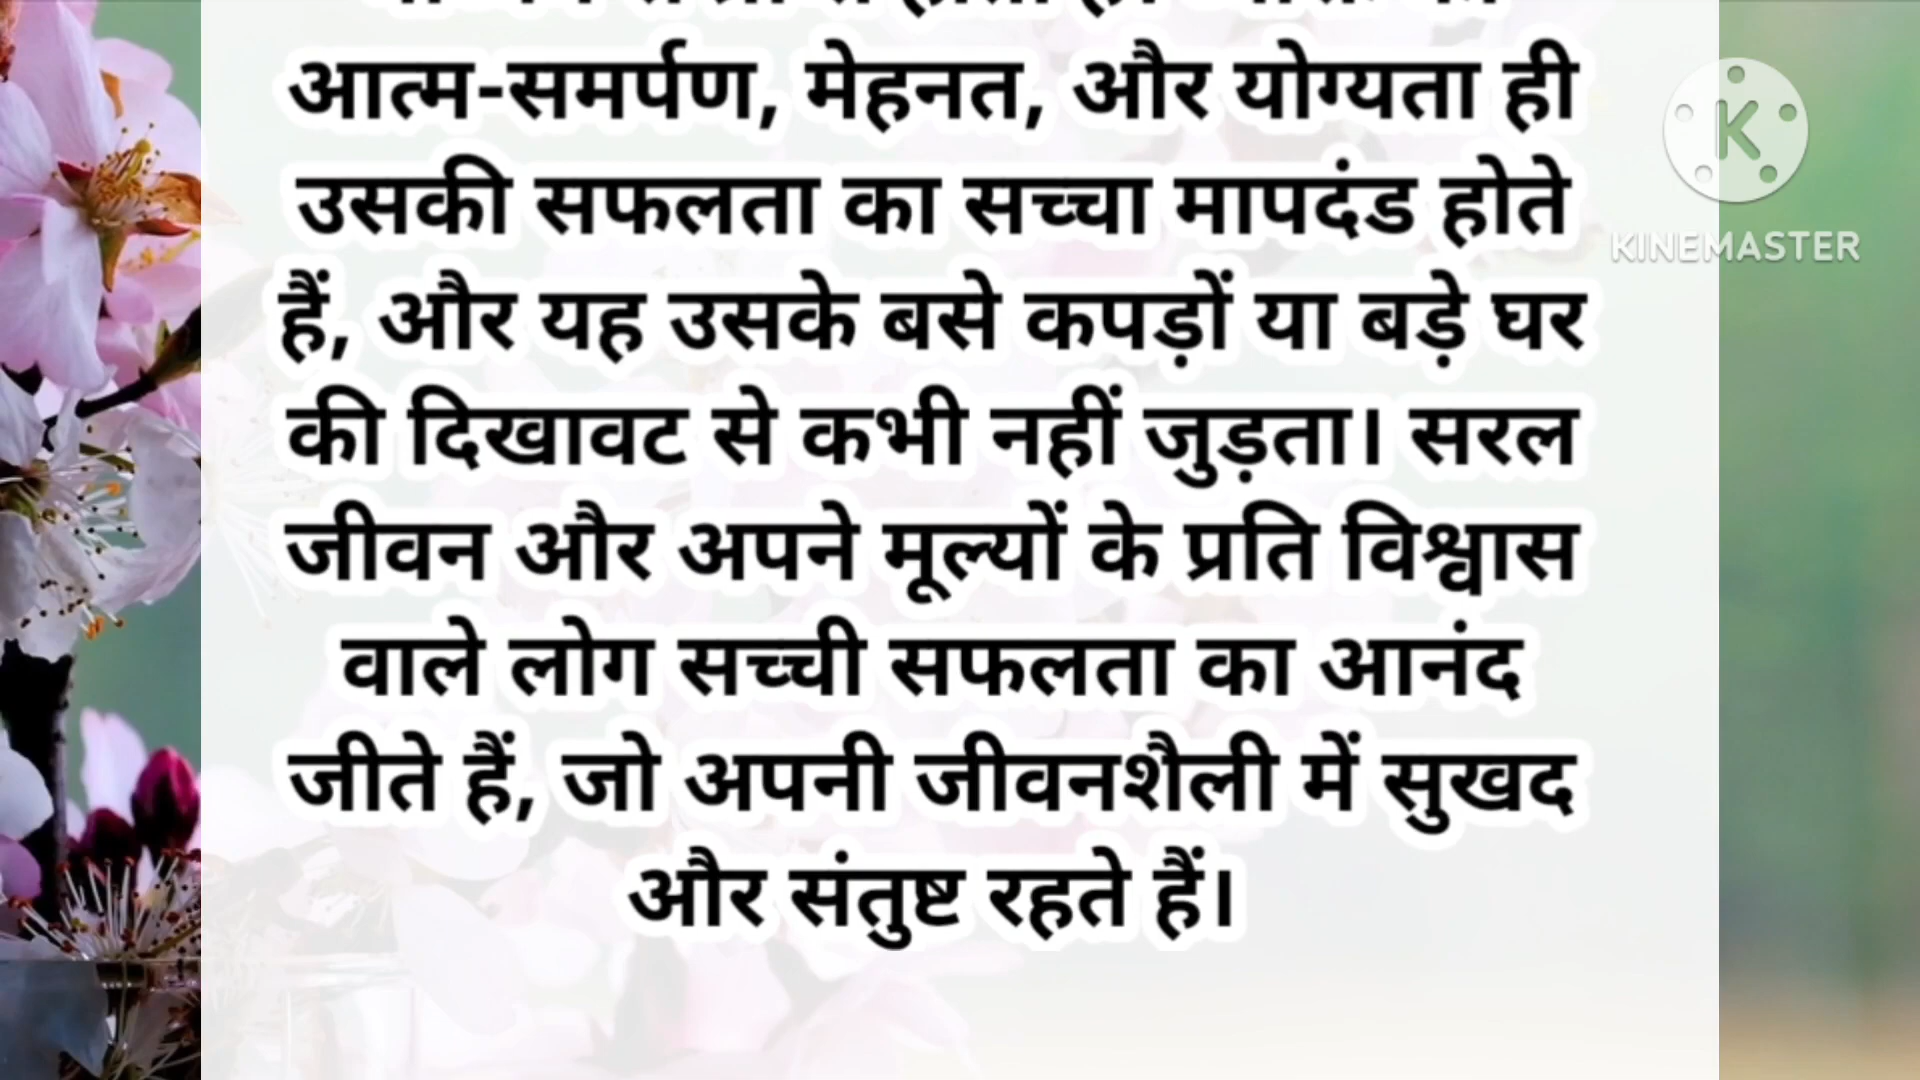 आत्म-समर्पण, मेहनत, और योग्यता ही
उसकी सफलता का सच्चा मापदंड होते
हैं, और यह उसके बसे कपड़ों या बड़े घर
की दिखावट से कभी नहीं जुड़ता। सरल
जीवन और अपने मूल्यों के प्रति विश्वास
वाले लोग सच्ची सफलता का आनंद
जीते हैं, जो अपनी जीवनशैली में सुखद
और संतुष्ट रहते हैं।
K
KINEMASTER